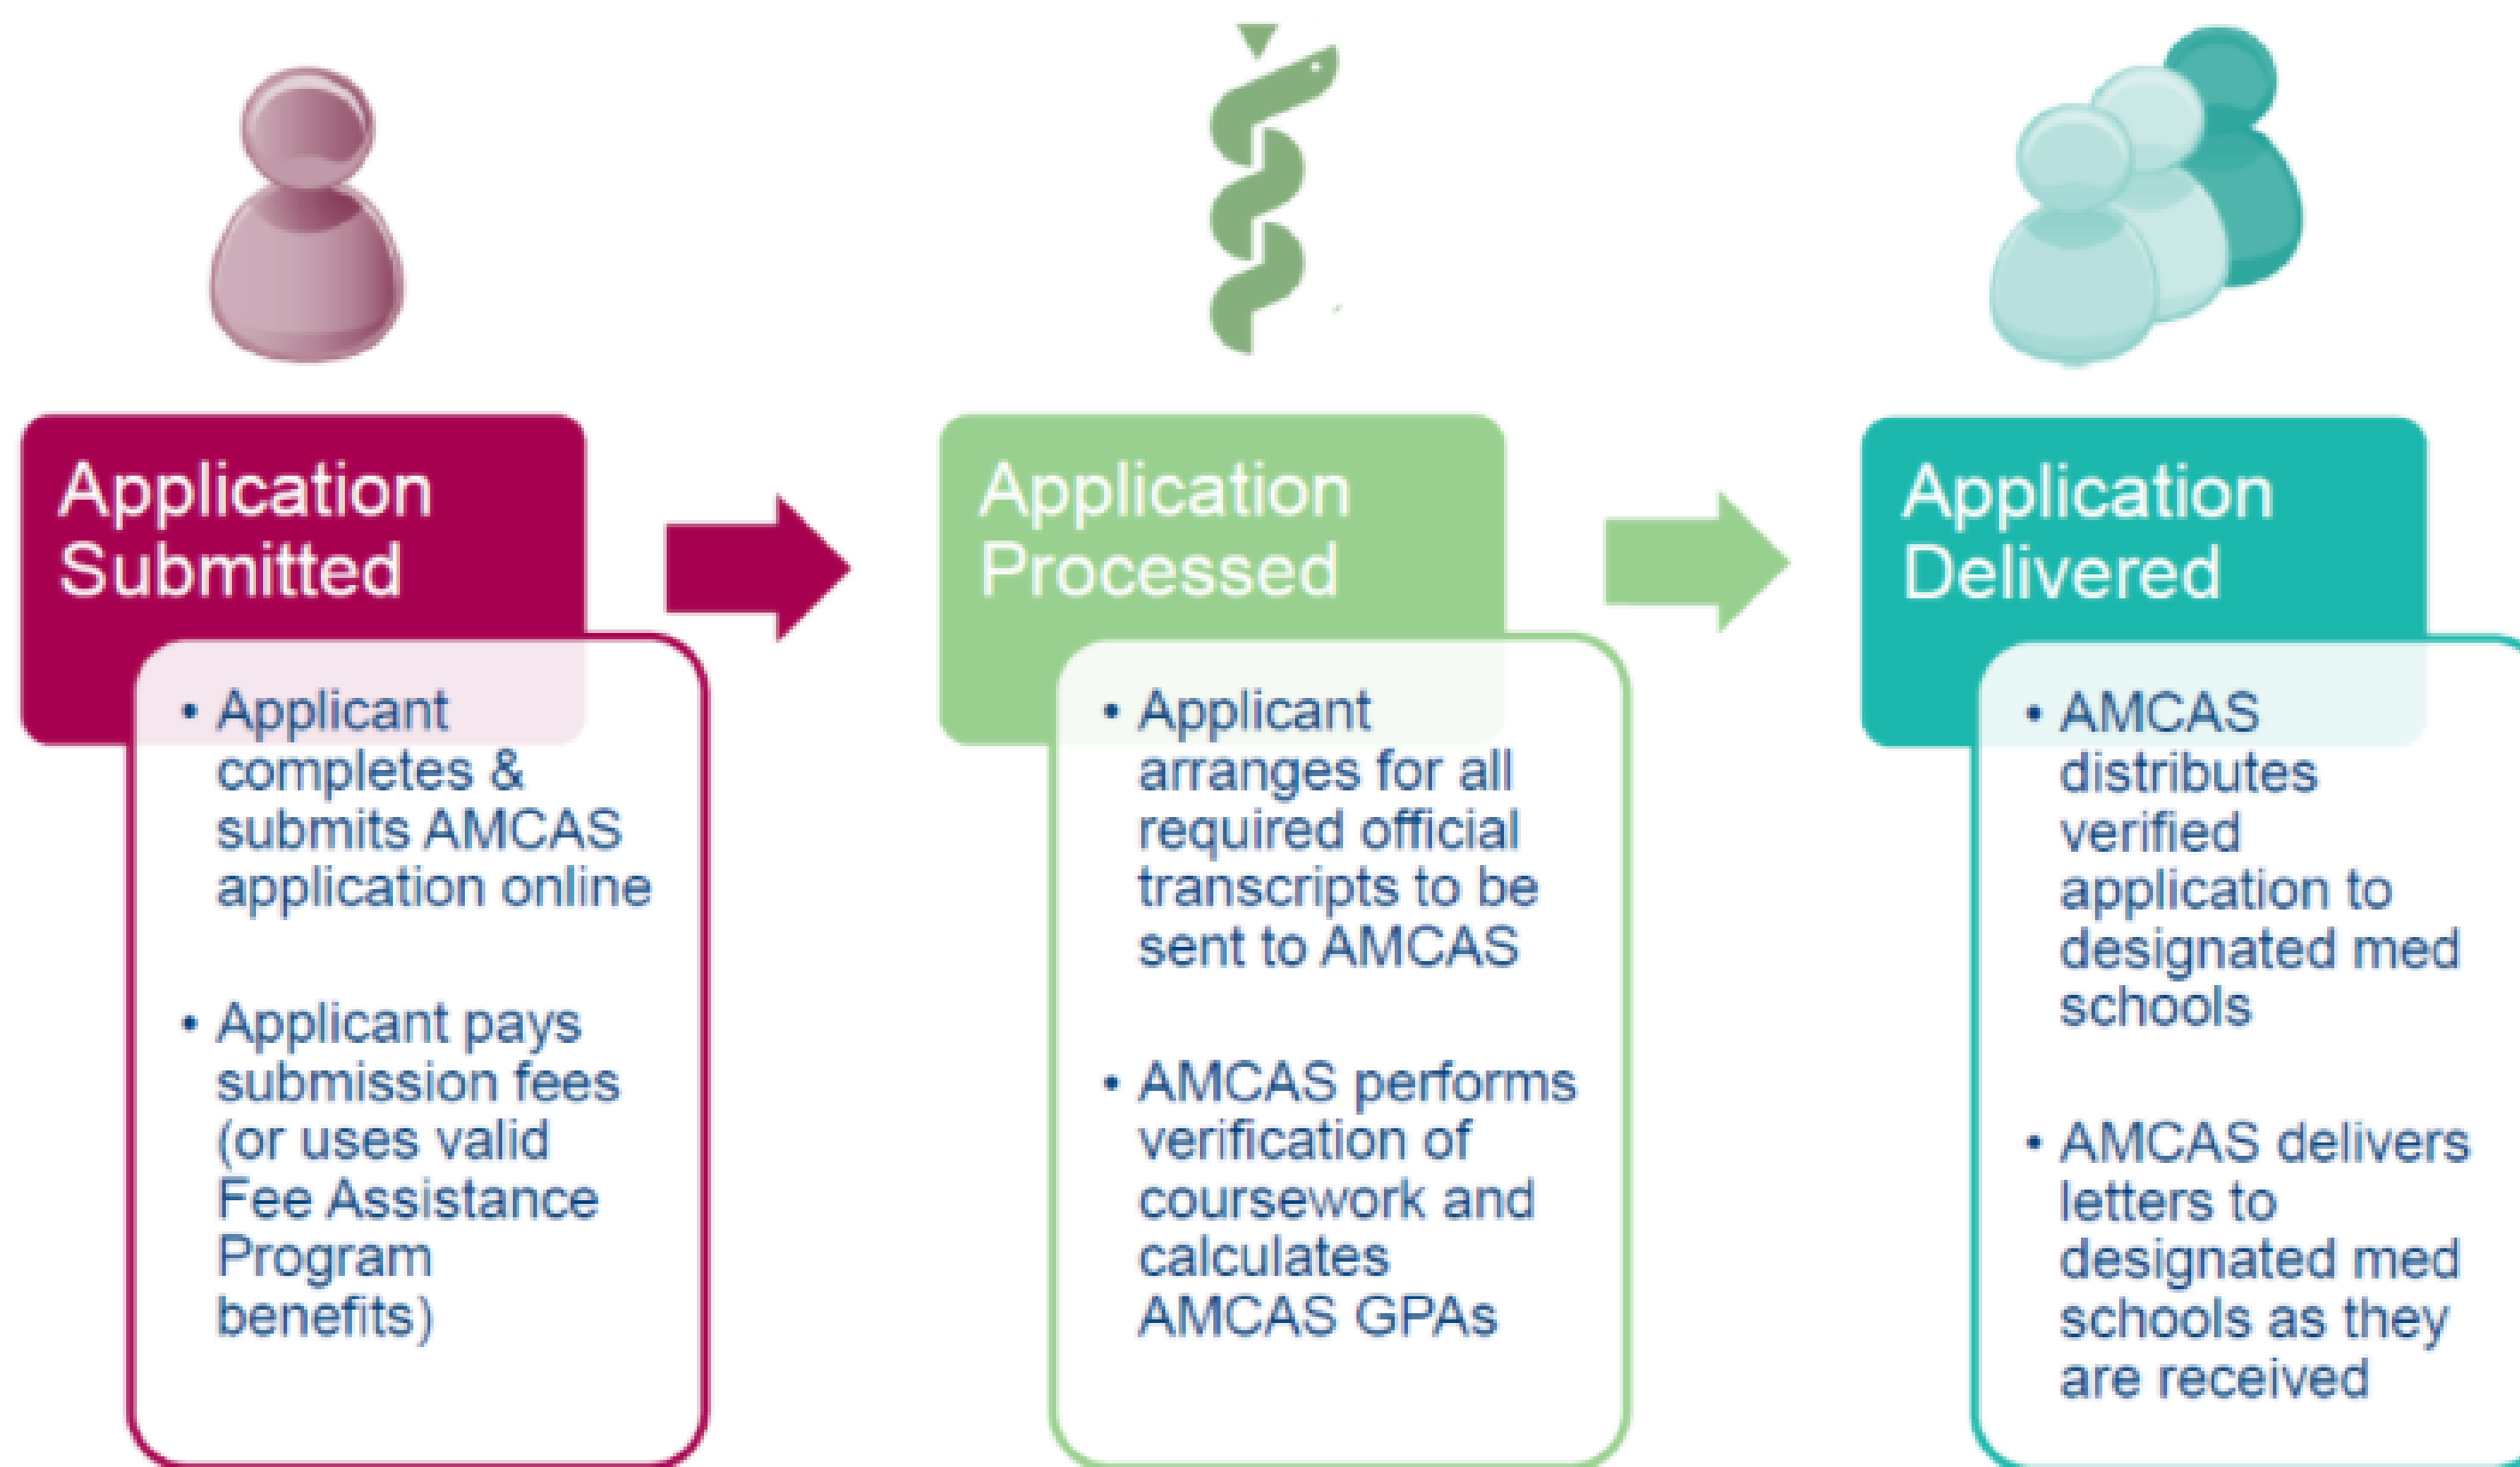 Application
Submitted
• Applicant
completes &
submits AMCAS
application online
• Applicant pays
submission fees
(or uses valid
Fee Assistance
Program
benefits)
Application
Processed
• Applicant
arranges for all
required official
transcripts to be
sent to AMCAS
• AMCAS performs
verification of
coursework and
calculates
AMCAS GPAs
Application
Delivered
• AMCAS
distributes
verified
application to
designated med
schools
• AMCAS delivers
letters to
designated med
schools as they
are received